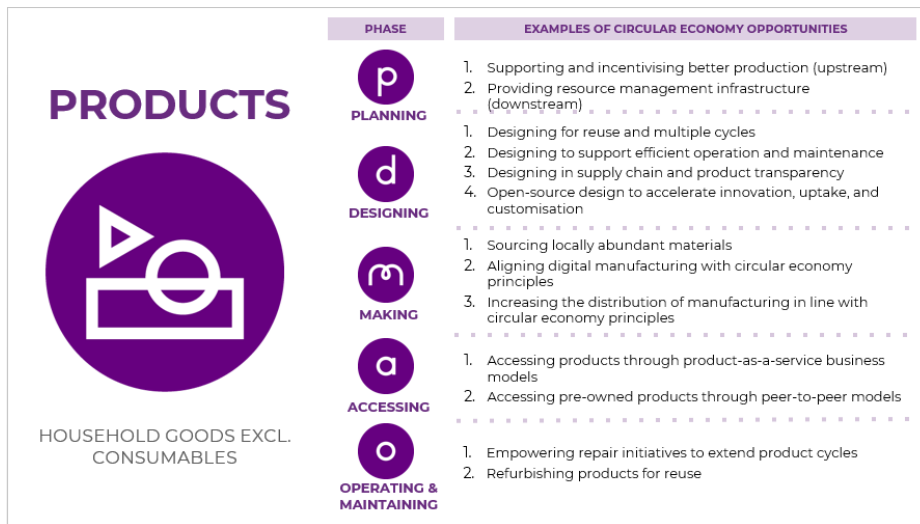 PRODUCTS
HOUSEHOLD GOODS EXCL.
CONSUMABLES
PHASE
EXAMPLES OF CIRCULAR ECONOMY OPPORTUNITIES
p
PLANNING
1. Supporting and incentivising better production (upstream)
2. Providing resource management infrastructure
(downstream)
d
DESIGNING
1. Designing for reuse and multiple cycles
2. Designing to support efficient operation and maintenance
3. Designing in supply chain and product transparency
4. Open-source design to accelerate innovation, uptake, and
customisation
m
MAKING
1. Sourcing locally abundant materials
2. Aligning digital manufacturing with circular economy
principles
3. Increasing the distribution of manufacturing in line with
circular economy principles
a
ACCESSING
1. Accessing products through product-as-a-service business
models
2. Accessing pre-owned products through peer-to-peer models
o
OPERATING &
MAINTAINING
1. Empowering repair initiatives to extend product cycles
2. Refurbishing products for reuse